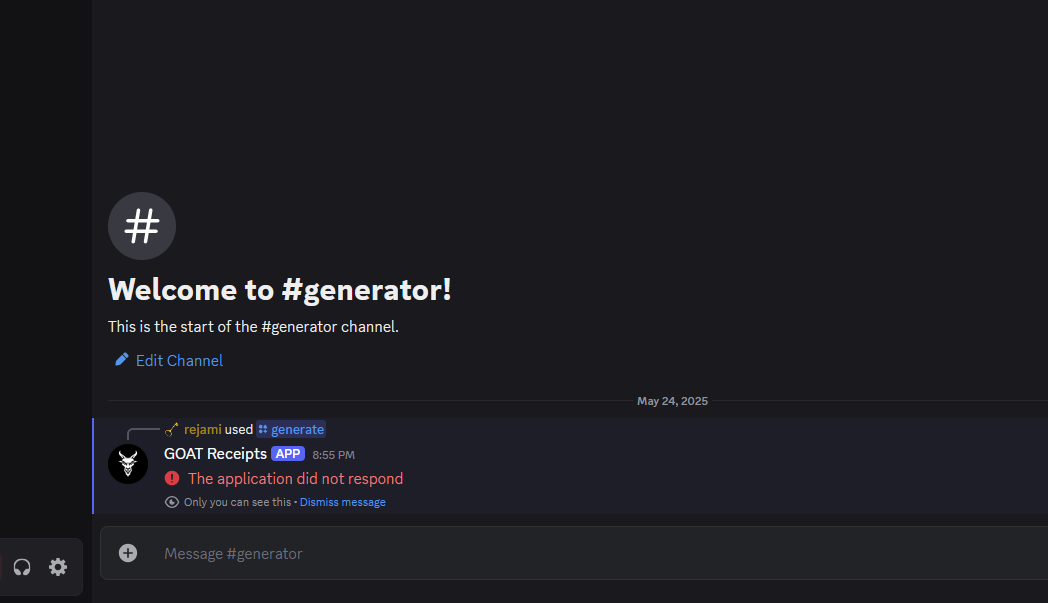 #
Welcome to #generator!
This is the start of the #generator channel.
Edit Channel
May 24, 2025
rejami used generate
GOAT Receipts APP 8:55 PM
The application did not respond
Only you can see this • Dismiss message
Message #generator